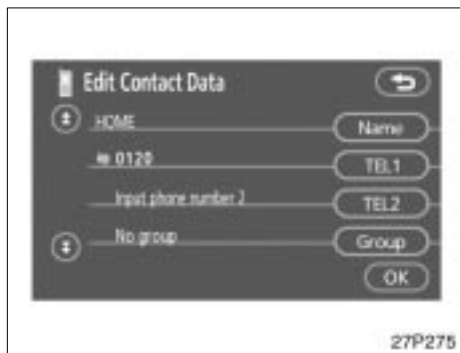 Edit Contact Data
HOME Name
0120 TEL1
Input phone number 2 TEL2
No group Group
OK
27P275